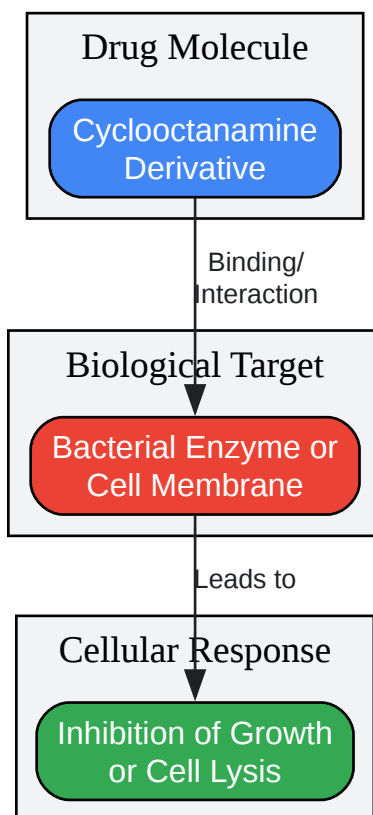 Drug Molecule
Cyclooctanamine
Derivative
Binding/
Interaction
Biological Target
Bacterial Enzyme or
Cell Membrane
Leads to
Cellular Response
Inhibition of Growth
or Cell Lysis